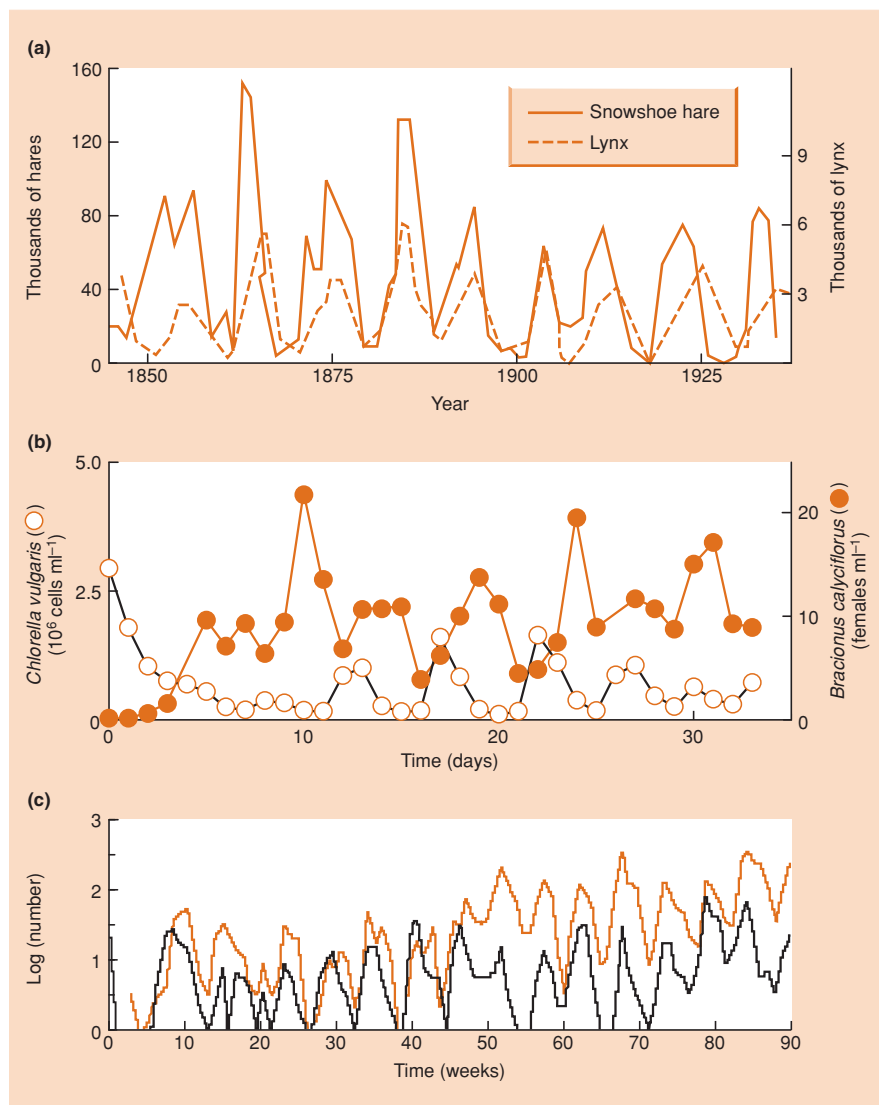 (a)
160
120
80
40
0
Thousands of hares
Snowshoe hare
Lynx
9
6
3
Thousands of lynx
1850 1875 1900 1925
Year
(b)
5.0
2.5
0
Chlorella vulgaris ( )
(10⁶ cells ml⁻¹)
20
10
0
Bracionus calyciflorus ( )
(females ml⁻¹)
0 10 20 30
Time (days)
(c)
3
2
1
0
Log (number)
0 10 20 30 40 50 60 70 80 90
Time (weeks)